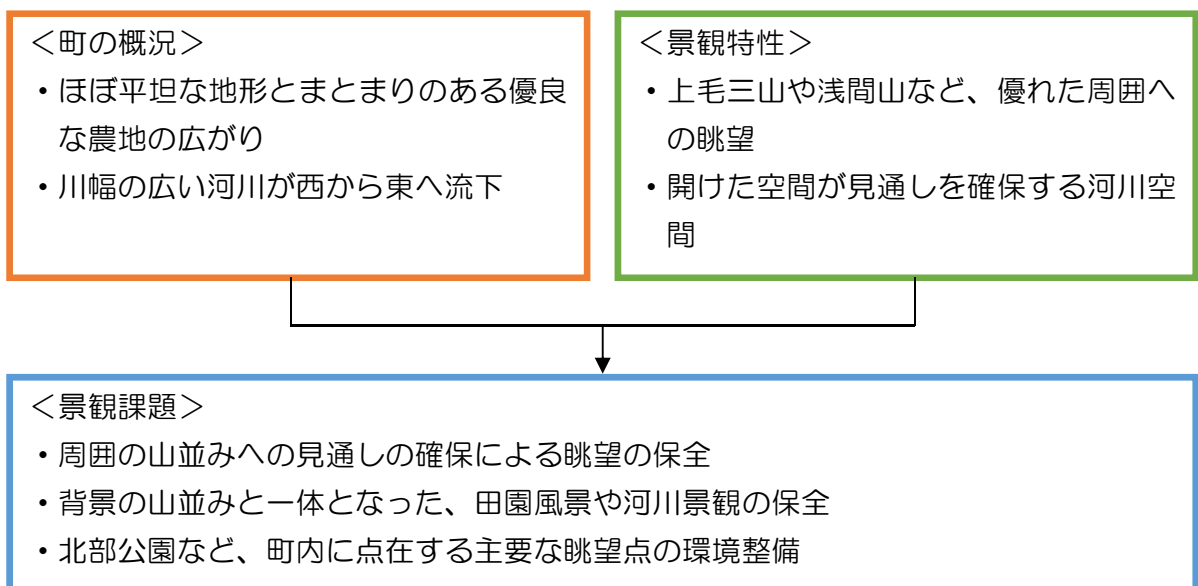 ＜町の概況＞
・ほぼ平坦な地形とまとまりのある優良
な農地の広がり
・川幅の広い河川が西から東へ流下
＜景観特性＞
・上毛三山や浅間山など、優れた周囲へ
の眺望
・開けた空間が見通しを確保する河川空
間
＜景観課題＞
・周囲の山並みへの見通しの確保による眺望の保全
・背景の山並みと一体となった、田園風景や河川景観の保全
・北部公園など、町内に点在する主要な眺望点の環境整備